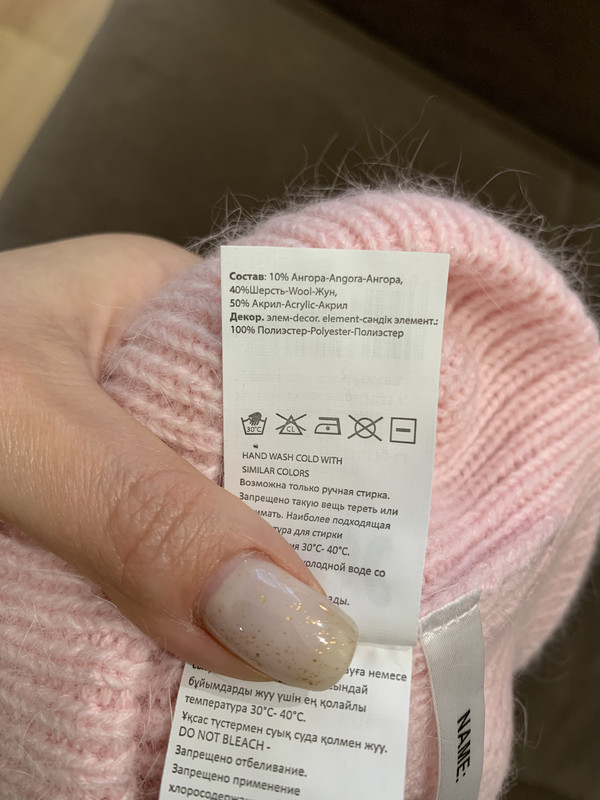 Состав: 10% Ангора-Angora-Ангора,
40%Шерсть-Wool-Жун,
50% Акрил-Acrylic-Акрил
Декор. элем-decor. element-сәндік элемент.:
100% Полиэстер-Polyester-Полиэстер
30°C CL
HAND WASH COLD WITH
SIMILAR COLORS
Возможна только ручная стирка.
Запрещено такую вещь тереть или
Наиболее подходящая
для стирки
30°C- 40°C.
холодной воде со
немесе
бұйымдарды жуу үшін ең қолайлы
температура 30°C- 40°C.
Ұқсас түстермен суық суда қолмен жуу.
DO NOT BLEACH -
Запрещено отбеливание.
Запрещено применение
NAME: